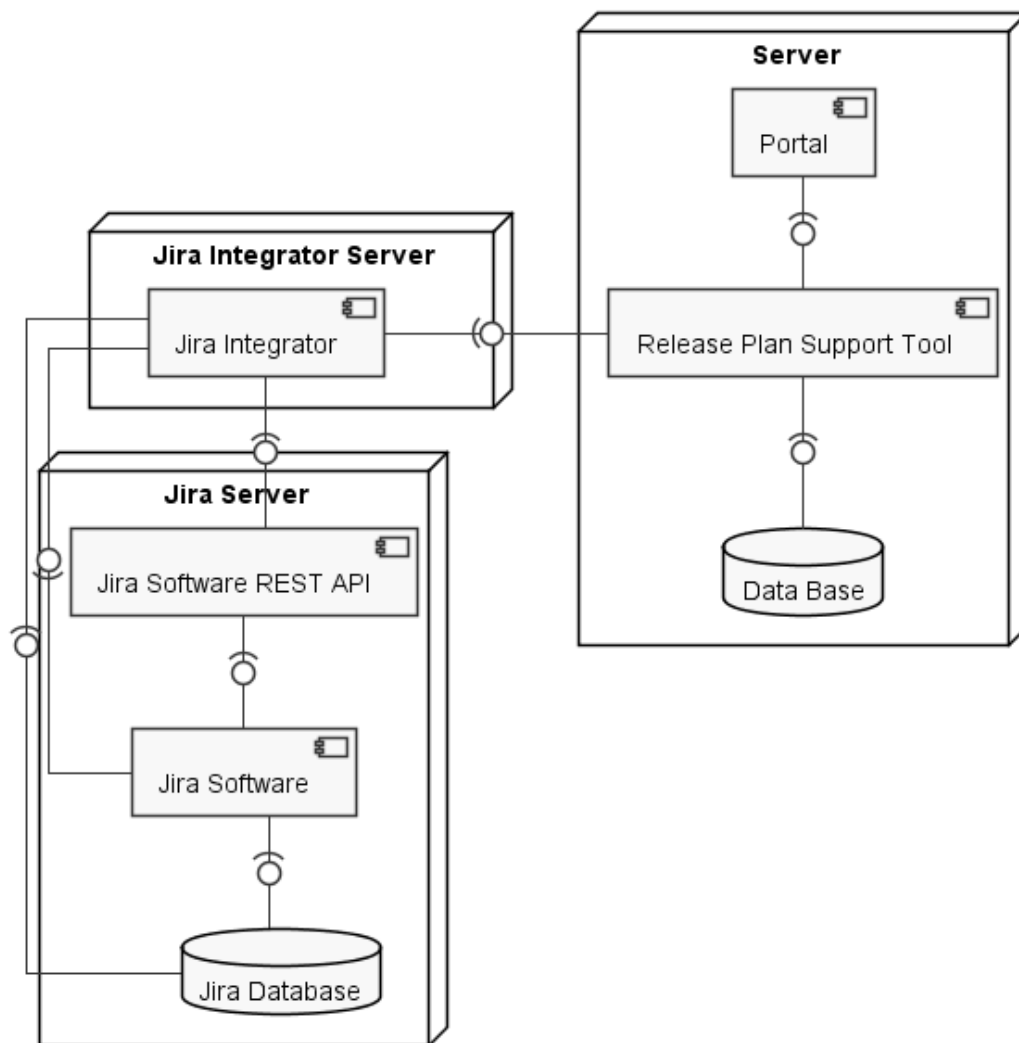 Server
Portal
Jira Integrator Server
Jira Integrator
Release Plan Support Tool
Jira Server
Jira Software REST API
Data Base
Jira Software
Jira Database